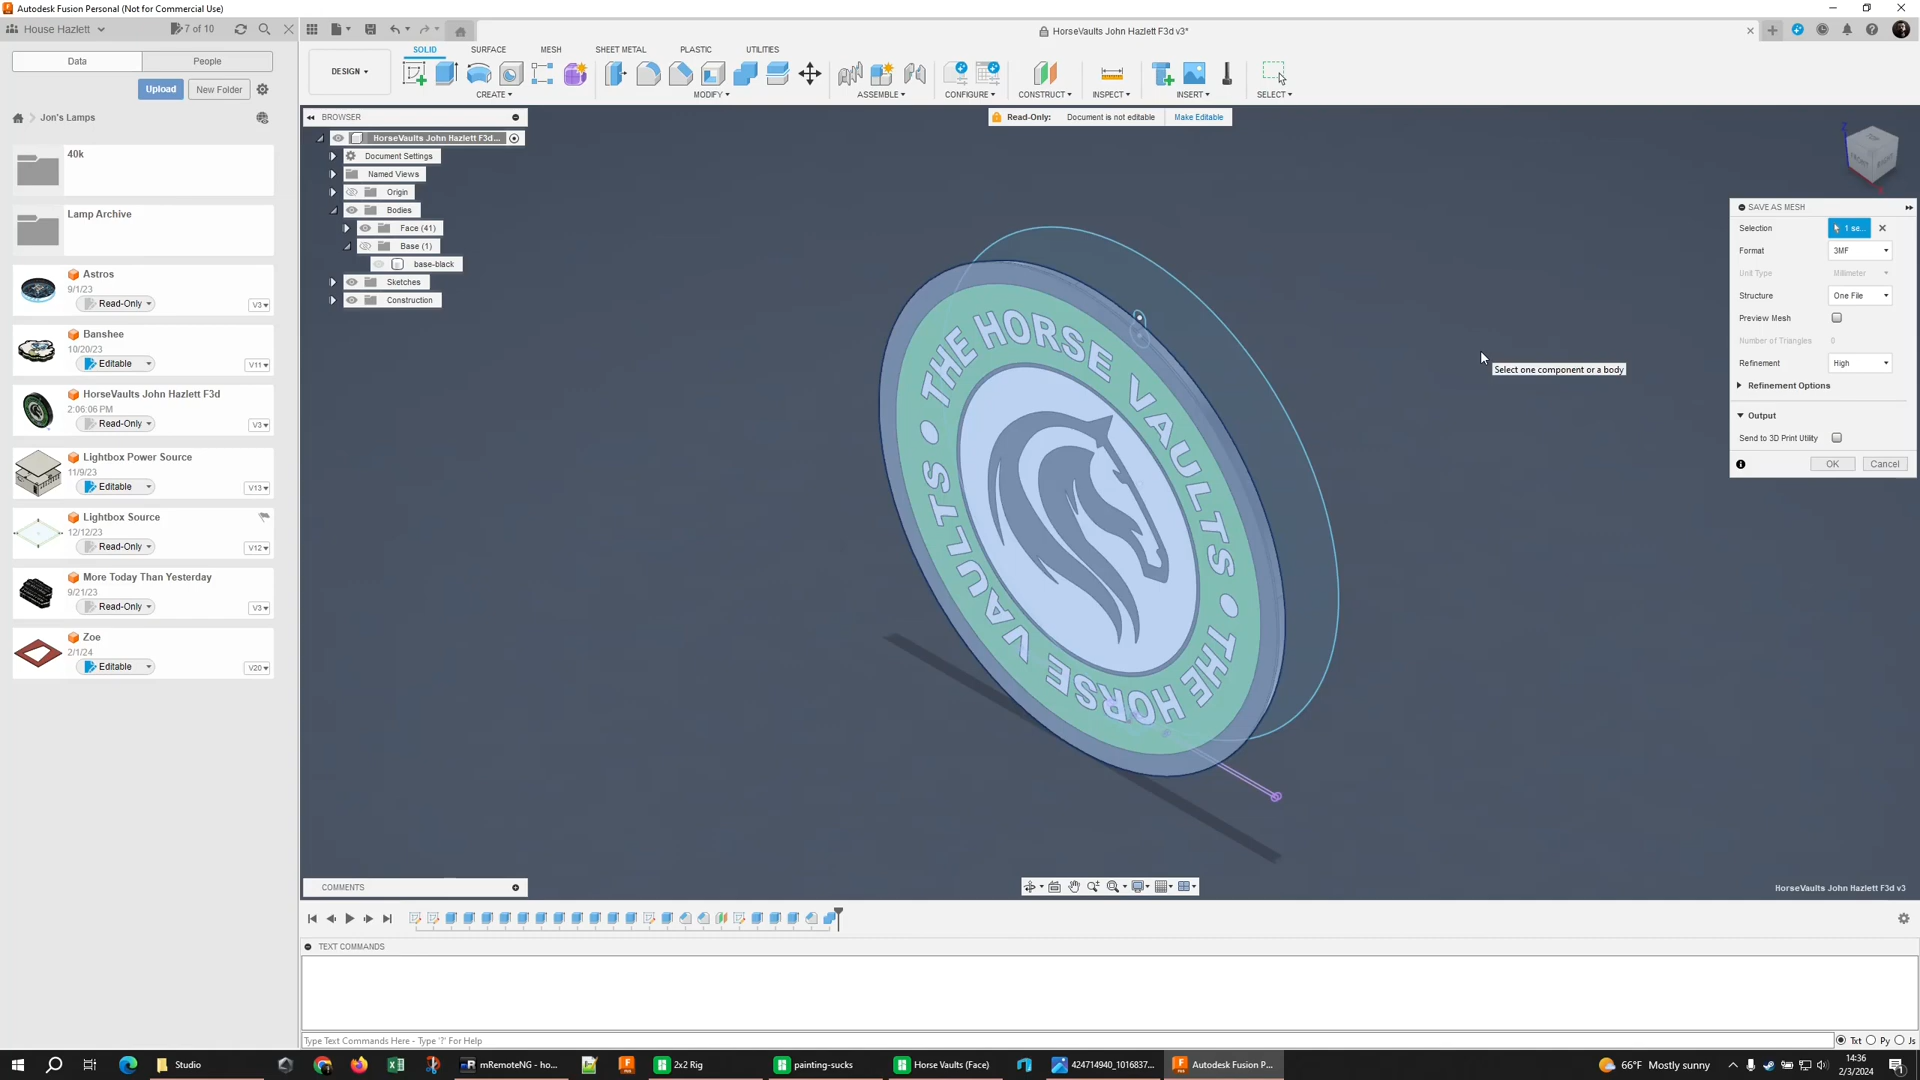 Autodesk Fusion Personal (Not for Commercial Use)
House Hazlett
7 of 10
HorseVaults John Hazlett F3d v3*
Data
People
Upload
New Folder
Jon's Lamps
40k
Lamp Archive
Astros
9/1/23
Read-Only
V3
Banshee
10/20/23
Editable
V11
HorseVaults John Hazlett F3d
2:06:06 PM
Read-Only
V3
Lightbox Power Source
11/9/23
Editable
V13
Lightbox Source
12/12/23
Read-Only
V12
More Today Than Yesterday
9/21/23
Read-Only
V3
Zoe
2/1/24
Editable
V20
DESIGN
SOLID
SURFACE
MESH
SHEET METAL
PLASTIC
UTILITIES
CREATE
MODIFY
ASSEMBLE
CONFIGURE
CONSTRUCT
INSPECT
INSERT
SELECT
BROWSER
HorseVaults John Hazlett F3d...
Document Settings
Named Views
Origin
Bodies
Face (41)
Base (1)
base-black
Sketches
Construction
Read-Only:
Document is not editable
Make Editable
Z
FRONT
RIGHT
THE HORSE VAULTS • THE HORSE VAULTS •
Select one component or a body
SAVE AS MESH
Selection
1 se...
Format
3MF
Unit Type
Millimeter
Structure
One File
Preview Mesh
Number of Triangles
0
Refinement
High
Refinement Options
Output
Send to 3D Print Utility
OK
Cancel
COMMENTS
HorseVaults John Hazlett F3d v3
TEXT COMMANDS
Type Text Commands Here - Type '?' For Help
Txt
Py
Js
Studio
mRemoteNG - ho...
2x2 Rig
painting-sucks
Horse Vaults (Face)
424714940_1016837...
Autodesk Fusion P...
66°F Mostly sunny
14:36
2/3/2024